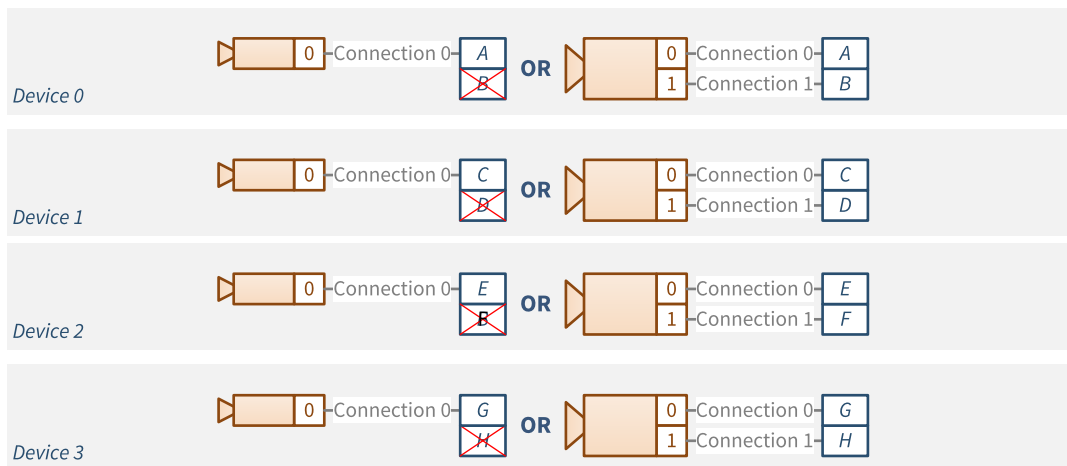 0 Connection 0 A OR 0 Connection 0 A
B 1 Connection 1 B
Device 0
0 Connection 0 C OR 0 Connection 0 C
D 1 Connection 1 D
Device 1
0 Connection 0 E OR 0 Connection 0 E
1 Connection 1 F
Device 2
0 Connection 0 G OR 0 Connection 0 G
H 1 Connection 1 H
Device 3